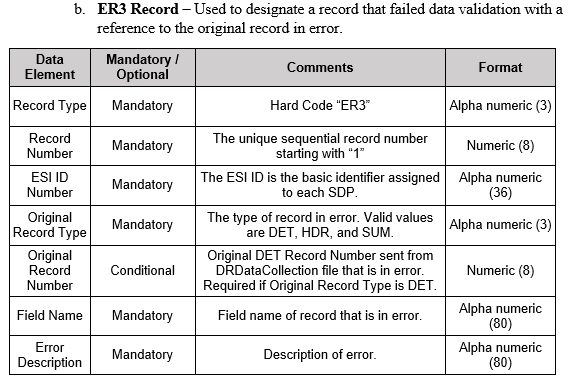 b. ER3 Record – Used to designate a record that failed data validation with a
reference to the original record in error.
Data
Element
Mandatory /
Optional
Comments
Format
Record Type
Mandatory
Hard Code “ER3”
Alpha numeric (3)
Record
Number
Mandatory
The unique sequential record number
starting with “1”
Numeric (8)
ESI ID
Number
Mandatory
The ESI ID is the basic identifier assigned
to each SDP.
Alpha numeric
(36)
Original
Record Type
Mandatory
The type of record in error. Valid values
are DET, HDR, and SUM.
Alpha numeric (3)
Original
Record
Number
Conditional
Original DET Record Number sent from
DRDataCollection file that is in error.
Required if Original Record Type is DET.
Numeric (8)
Field Name
Mandatory
Field name of record that is in error.
Alpha numeric
(80)
Error
Description
Mandatory
Description of error.
Alpha numeric
(80)